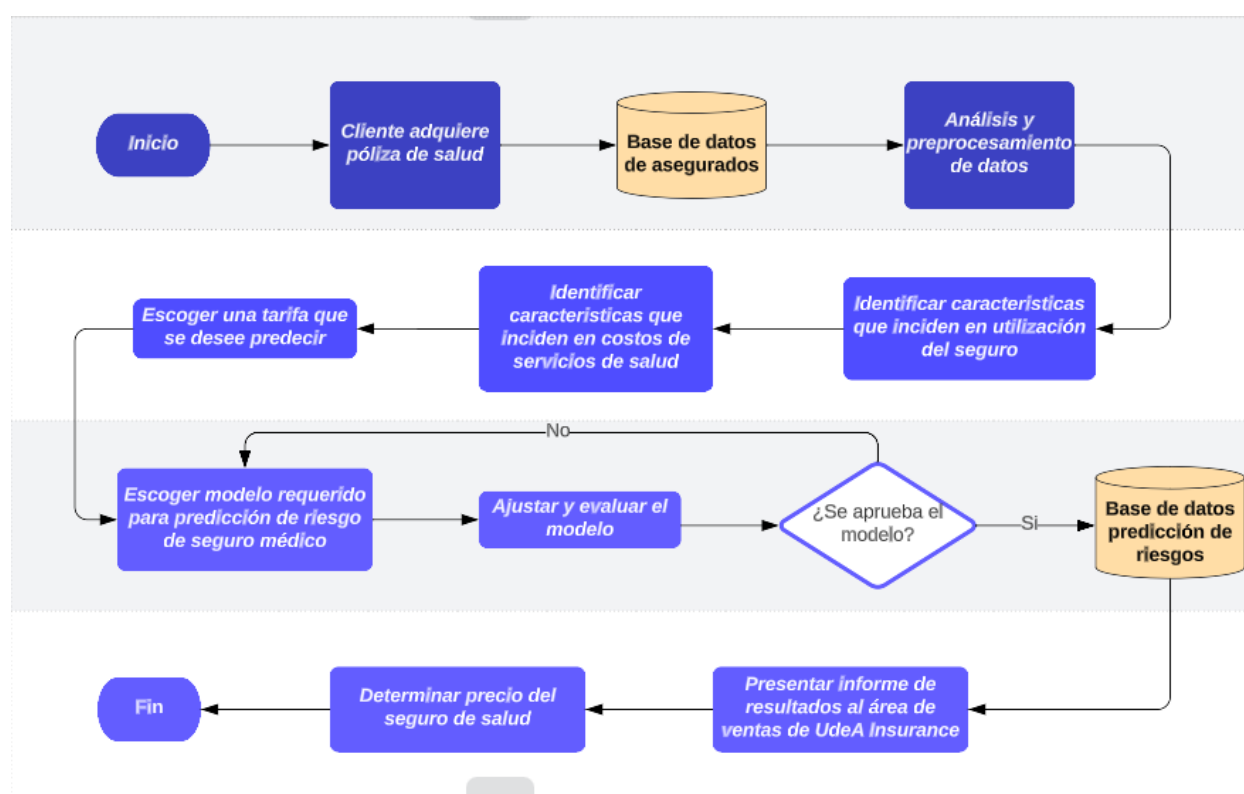 Inicio
Cliente adquiere
póliza de salud
Base de datos
de asegurados
Análisis y
preprocesamiento
de datos
Escoger una tarifa que
se desee predecir
Identificar
caracteristicas que
inciden en costos de
servicios de salud
Identificar caracteristicas
que inciden en utilización
del seguro
No
Escoger modelo requerido
para predicción de riesgo
de seguro médico
Ajustar y evaluar el
modelo
¿Se aprueba el
modelo?
Si
Base de datos
predicción de
riesgos
Fin
Determinar precio del
seguro de salud
Presentar informe de
resultados al área de
ventas de UdeA Insurance